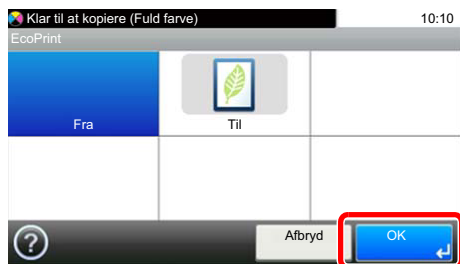 Klar til at kopiere (Fuld farve) 10:10
EcoPrint
Fra Til
? Afbryd OK